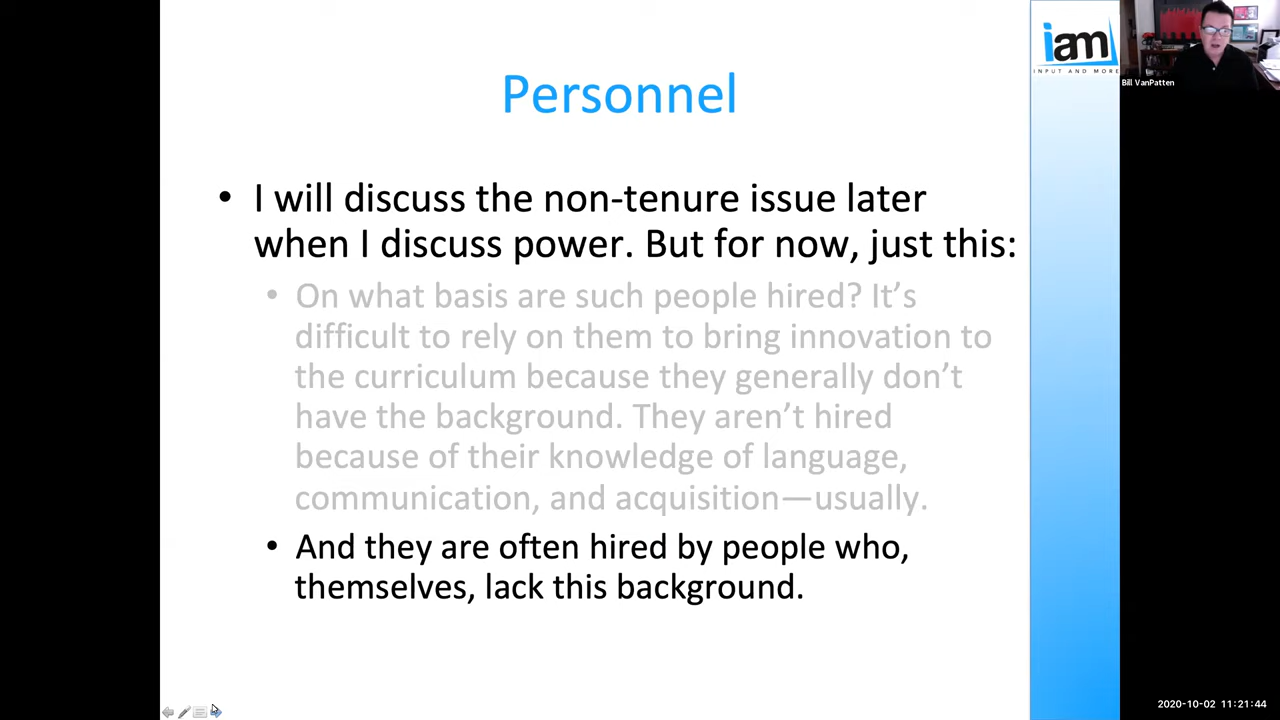 Personnel
• I will discuss the non-tenure issue later
when I discuss power. But for now, just this:
• On what basis are such people hired? It’s
difficult to rely on them to bring innovation to
the curriculum because they generally don’t
have the background. They aren’t hired
because of their knowledge of language,
communication, and acquisition—usually.
• And they are often hired by people who,
themselves, lack this background.
iam
INPUT AND MORE
Bill VanPatten
2020-10-02 11:21:44